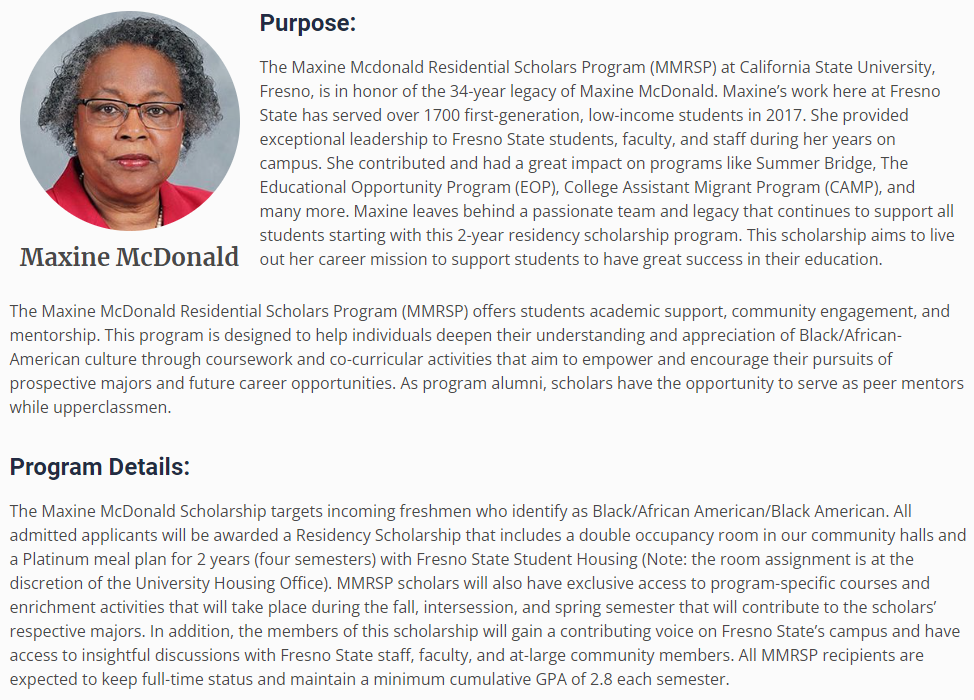 Purpose:
The Maxine Mcdonald Residential Scholars Program (MMRSP) at California State University,
Fresno, is in honor of the 34-year legacy of Maxine McDonald. Maxine's work here at Fresno
State has served over 1700 first-generation, low-income students in 2017. She provided
exceptional leadership to Fresno State students, faculty, and staff during her years on
campus. She contributed and had a great impact on programs like Summer Bridge, The
Educational Opportunity Program (EOP), College Assistant Migrant Program (CAMP), and
many more. Maxine leaves behind a passionate team and legacy that continues to support all
students starting with this 2-year residency scholarship program. This scholarship aims to live
out her career mission to support students to have great success in their education.
Maxine McDonald
The Maxine McDonald Residential Scholars Program (MMRSP) offers students academic support, community engagement, and
mentorship. This program is designed to help individuals deepen their understanding and appreciation of Black/African-
American culture through coursework and co-curricular activities that aim to empower and encourage their pursuits of
prospective majors and future career opportunities. As program alumni, scholars have the opportunity to serve as peer mentors
while upperclassmen.
Program Details:
The Maxine McDonald Scholarship targets incoming freshmen who identify as Black/African American/Black American. All
admitted applicants will be awarded a Residency Scholarship that includes a double occupancy room in our community halls and
a Platinum meal plan for 2 years (four semesters) with Fresno State Student Housing (Note: the room assignment is at the
discretion of the University Housing Office). MMRSP scholars will also have exclusive access to program-specific courses and
enrichment activities that will take place during the fall, intersession, and spring semester that will contribute to the scholars'
respective majors. In addition, the members of this scholarship will gain a contributing voice on Fresno State's campus and have
access to insightful discussions with Fresno State staff, faculty, and at-large community members. All MMRSP recipients are
expected to keep full-time status and maintain a minimum cumulative GPA of 2.8 each semester.